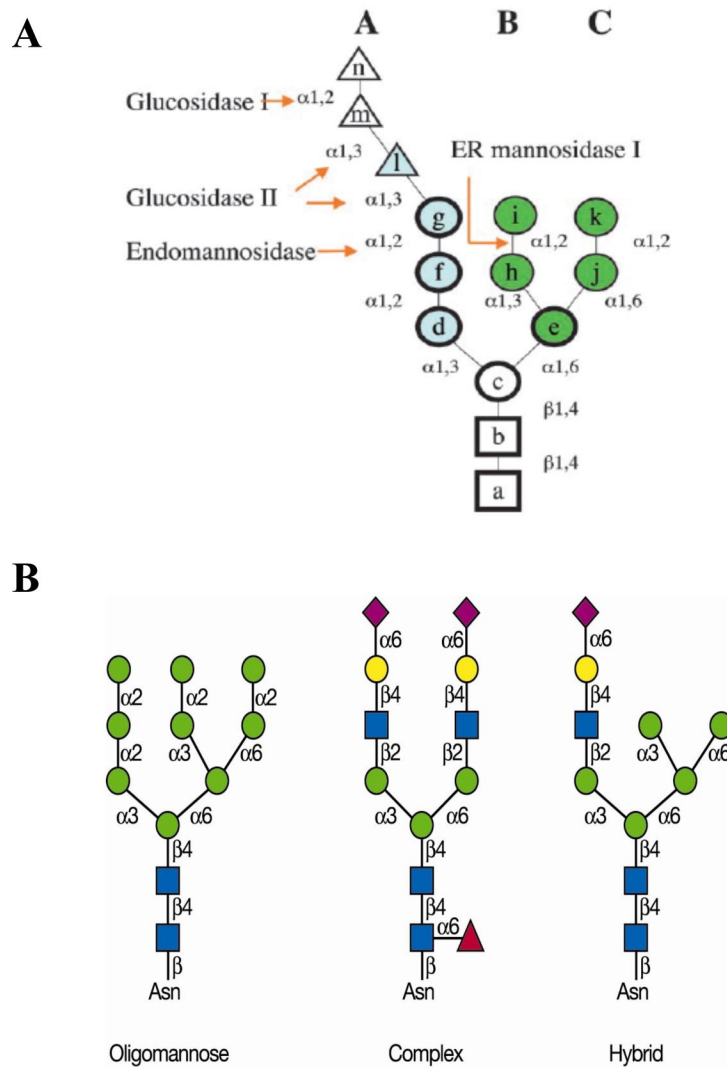 A
A B C
n
Glucosidase I α1,2
m
α1,3 l ER mannosidase I
Glucosidase II α1,3
g i k
Endomannosidase α1,2 α1,2 α1,2
f h j
α1,2 α1,3 α1,6
d e
α1,3 c α1,6
β1,4
b
β1,4
a
B
α6 α6 α6
α2 α2 α2 β4 β4 β4
α2 α3 α6 β2 β2 β2 α3 α6
α3 α6 α3 α6 α3 α6
β4 β4 β4
β4 β4 α6 β4
β β β
Asn Asn Asn
Oligomannose Complex Hybrid